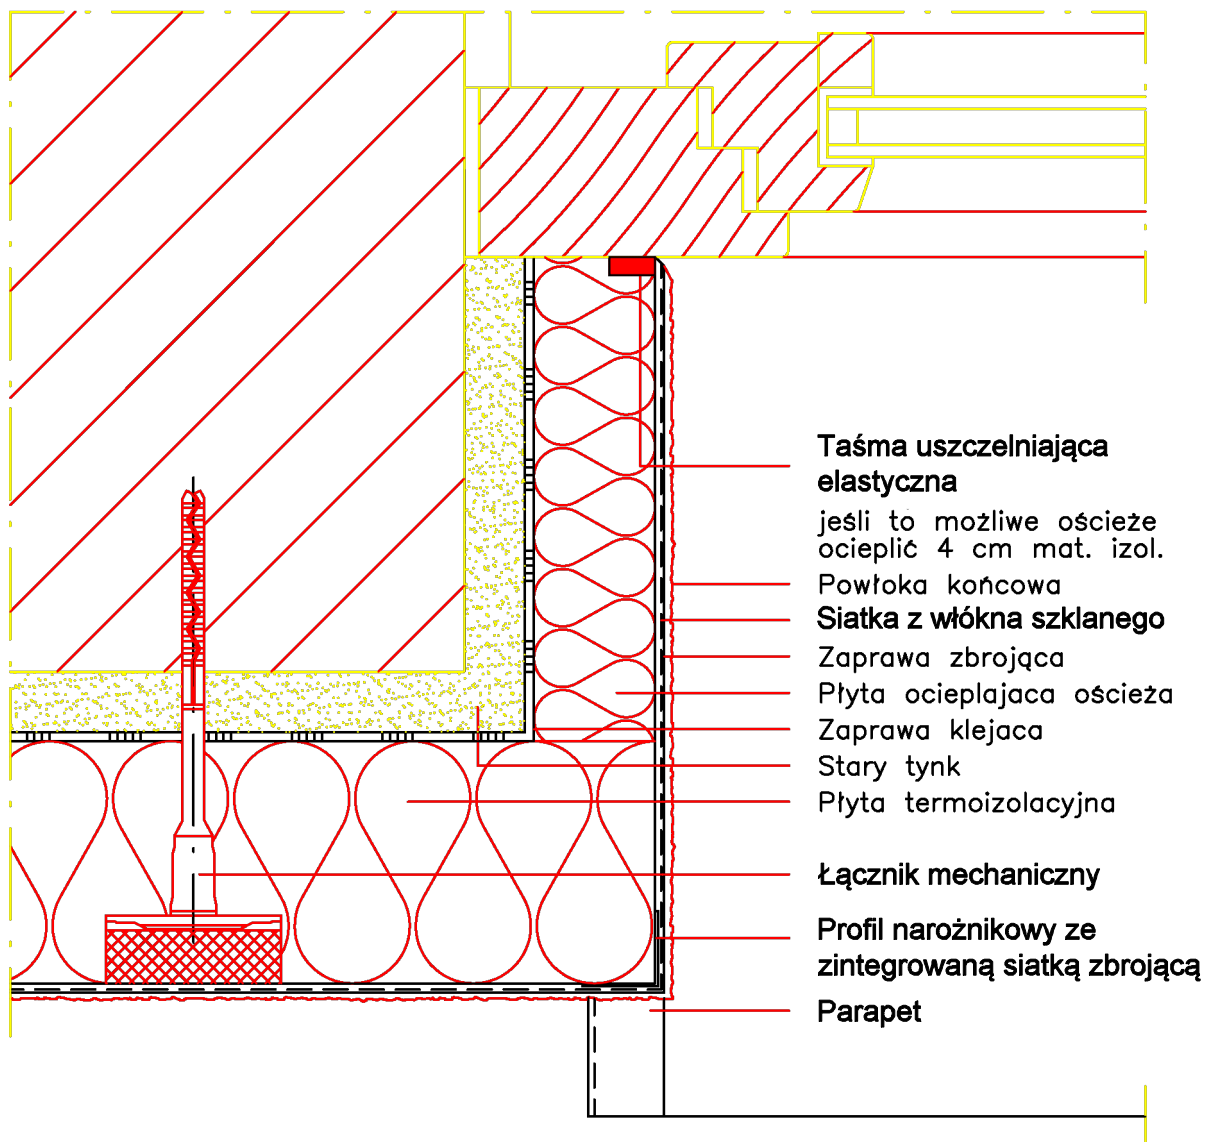 Taśma uszczelniająca
elastyczna
jeśli to możliwe ościeże
ocieplić 4 cm mat. izol.
Powłoka końcowa
Siatka z włókna szklanego
Zaprawa zbrojąca
Płyta ocieplajaca ościeża
Zaprawa klejaca
Stary tynk
Płyta termoizolacyjna
Łącznik mechaniczny
Profil narożnikowy ze
zintegrowaną siatką zbrojącą
Parapet